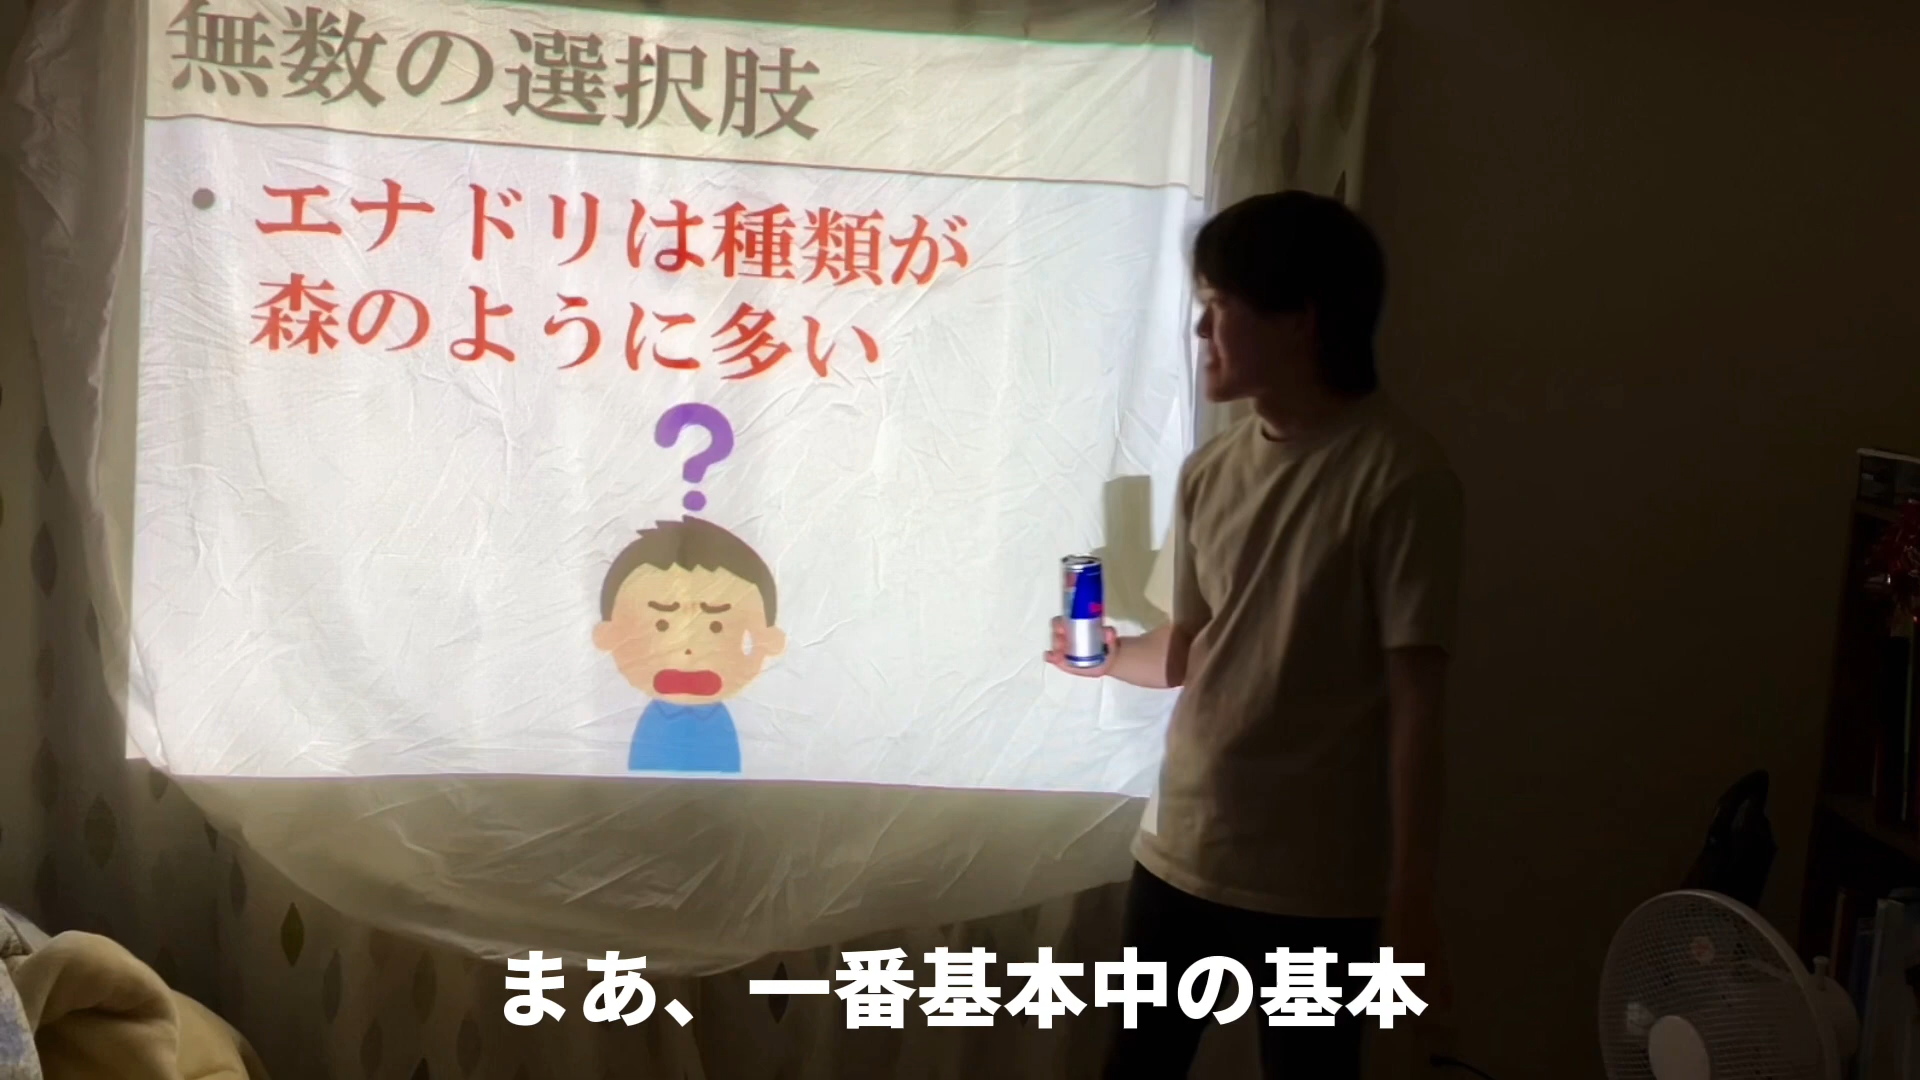 無数の選択肢
• エナドリは種類が
森のように多い
?
まあ、一番基本中の基本